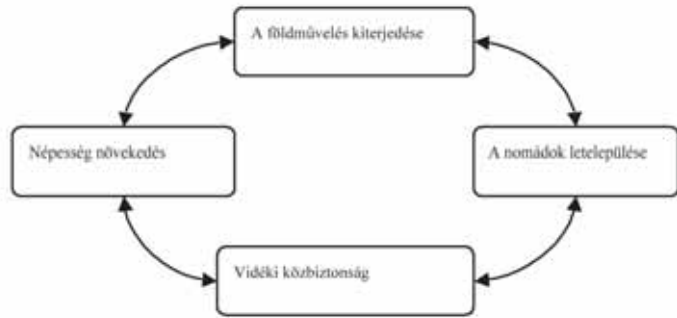 A földművelés kiterjedése
Népesség növekedés
A nomádok letelepülése
Vidéki közbiztonság